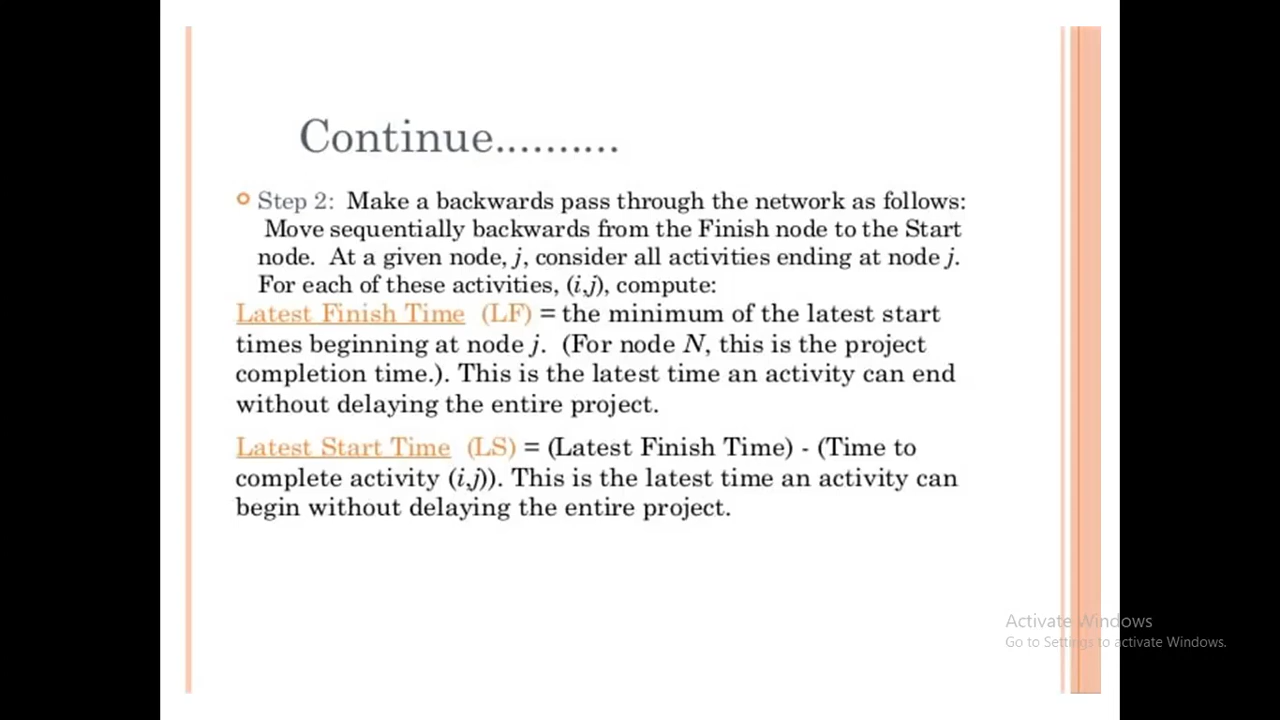 Continue..........
Step 2:  Make a backwards pass through the network as follows:
Move sequentially backwards from the Finish node to the Start
node.  At a given node, j, consider all activities ending at node j.
For each of these activities, (i,j), compute:
Latest Finish Time  (LF) = the minimum of the latest start
times beginning at node j.  (For node N, this is the project
completion time.). This is the latest time an activity can end
without delaying the entire project.
Latest Start Time  (LS) = (Latest Finish Time) - (Time to
complete activity (i,j)). This is the latest time an activity can
begin without delaying the entire project.
Activate Windows
Go to Settings to activate Windows.